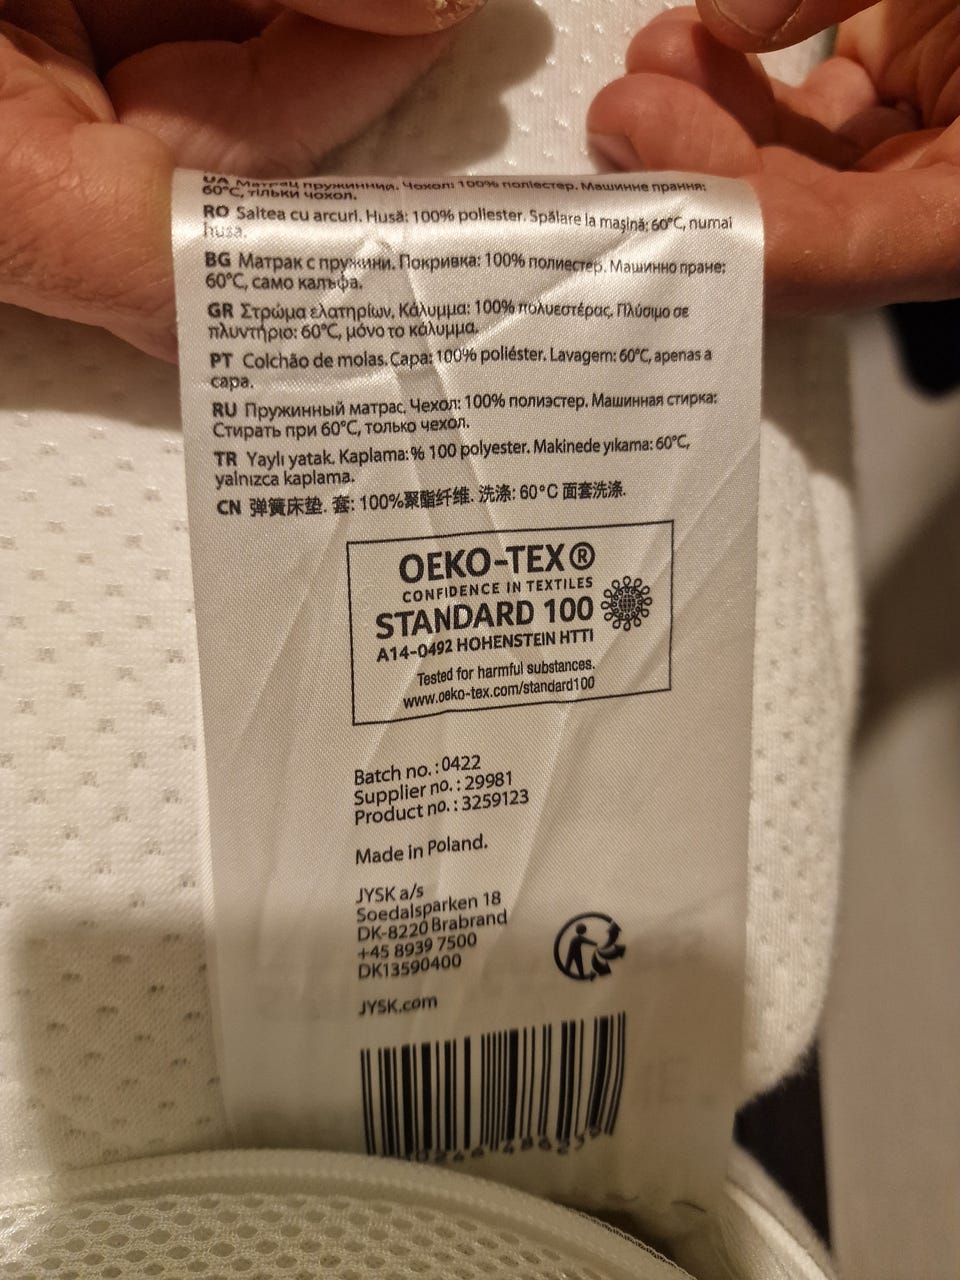 UA Матрац пружинний. Чохол: 100% поліестер. Машинне прання:
60°C, тільки чохол.
RO Saltea cu arcuri. Husă: 100% poliester. Spălare la mașină: 60°C, numai
husa.
BG Матрак с пружини. Покривка: 100% полиестер. Машинно пране:
60°C, само калъфа.
GR Στρώμα ελατηρίων. Κάλυμμα: 100% πολυεστέρας. Πλύσιμο σε
πλυντήριο: 60°C, μόνο το κάλυμμα.
PT Colchão de molas. Capa: 100% poliéster. Lavagem: 60°C, apenas a
capa.
RU Пружинный матрас. Чехол: 100% полиэстер. Машинная стирка:
Стирать при 60°C, только чехол.
TR Yaylı yatak. Kaplama: % 100 polyester. Makinede yıkama: 60°C,
yalnızca kaplama.
CN 弹簧床垫. 套: 100%聚酯纤维. 洗涤: 60°C 面套洗涤.
OEKO-TEX®
CONFIDENCE IN TEXTILES
STANDARD 100
A14-0492 HOHENSTEIN HTTI
Tested for harmful substances.
www.oeko-tex.com/standard100
Batch no.: 0422
Supplier no.: 29981
Product no.: 3259123
Made in Poland.
JYSK a/s
Soedalsparken 18
DK-8220 Brabrand
+45 8939 7500
DK13590400
JYSK.com